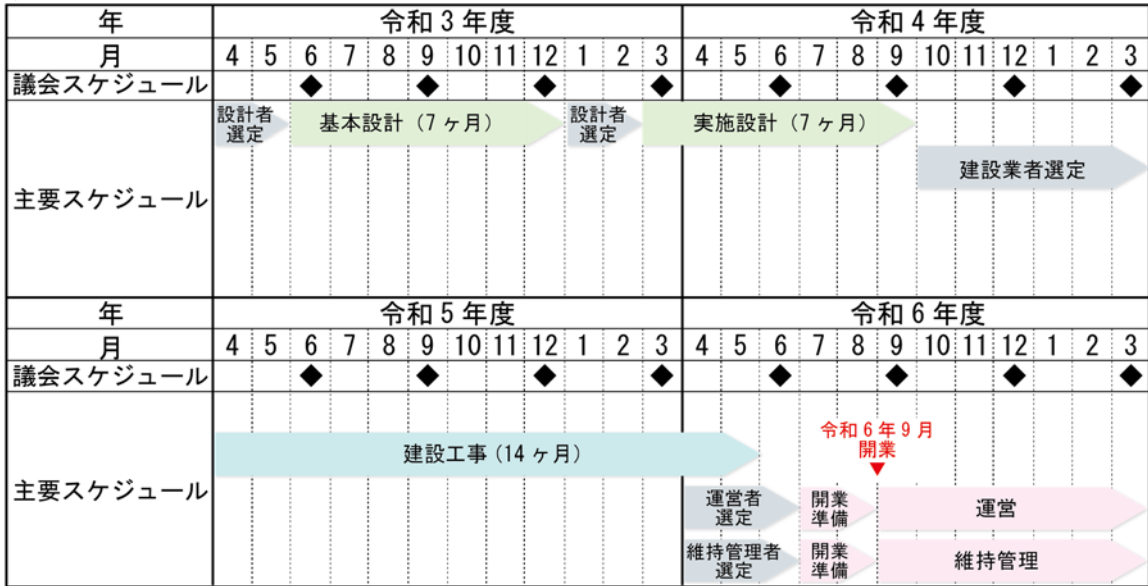 年 令和3年度 令和4年度
月 4 5 6 7 8 9 10 11 12 1 2 3 4 5 6 7 8 9 10 11 12 1 2 3
議会スケジュール ◆ ◆ ◆ ◆ ◆ ◆ ◆ ◆
主要スケジュール
設計者
選定
基本設計（7ヶ月）
設計者
選定
実施設計（7ヶ月）
建設業者選定
年 令和5年度 令和6年度
月 4 5 6 7 8 9 10 11 12 1 2 3 4 5 6 7 8 9 10 11 12 1 2 3
議会スケジュール ◆ ◆ ◆ ◆ ◆ ◆ ◆ ◆
主要スケジュール
建設工事（14ヶ月）
令和6年9月
開業
▼
運営者
選定
開業
準備
運営
維持管理者
選定
開業
準備
維持管理